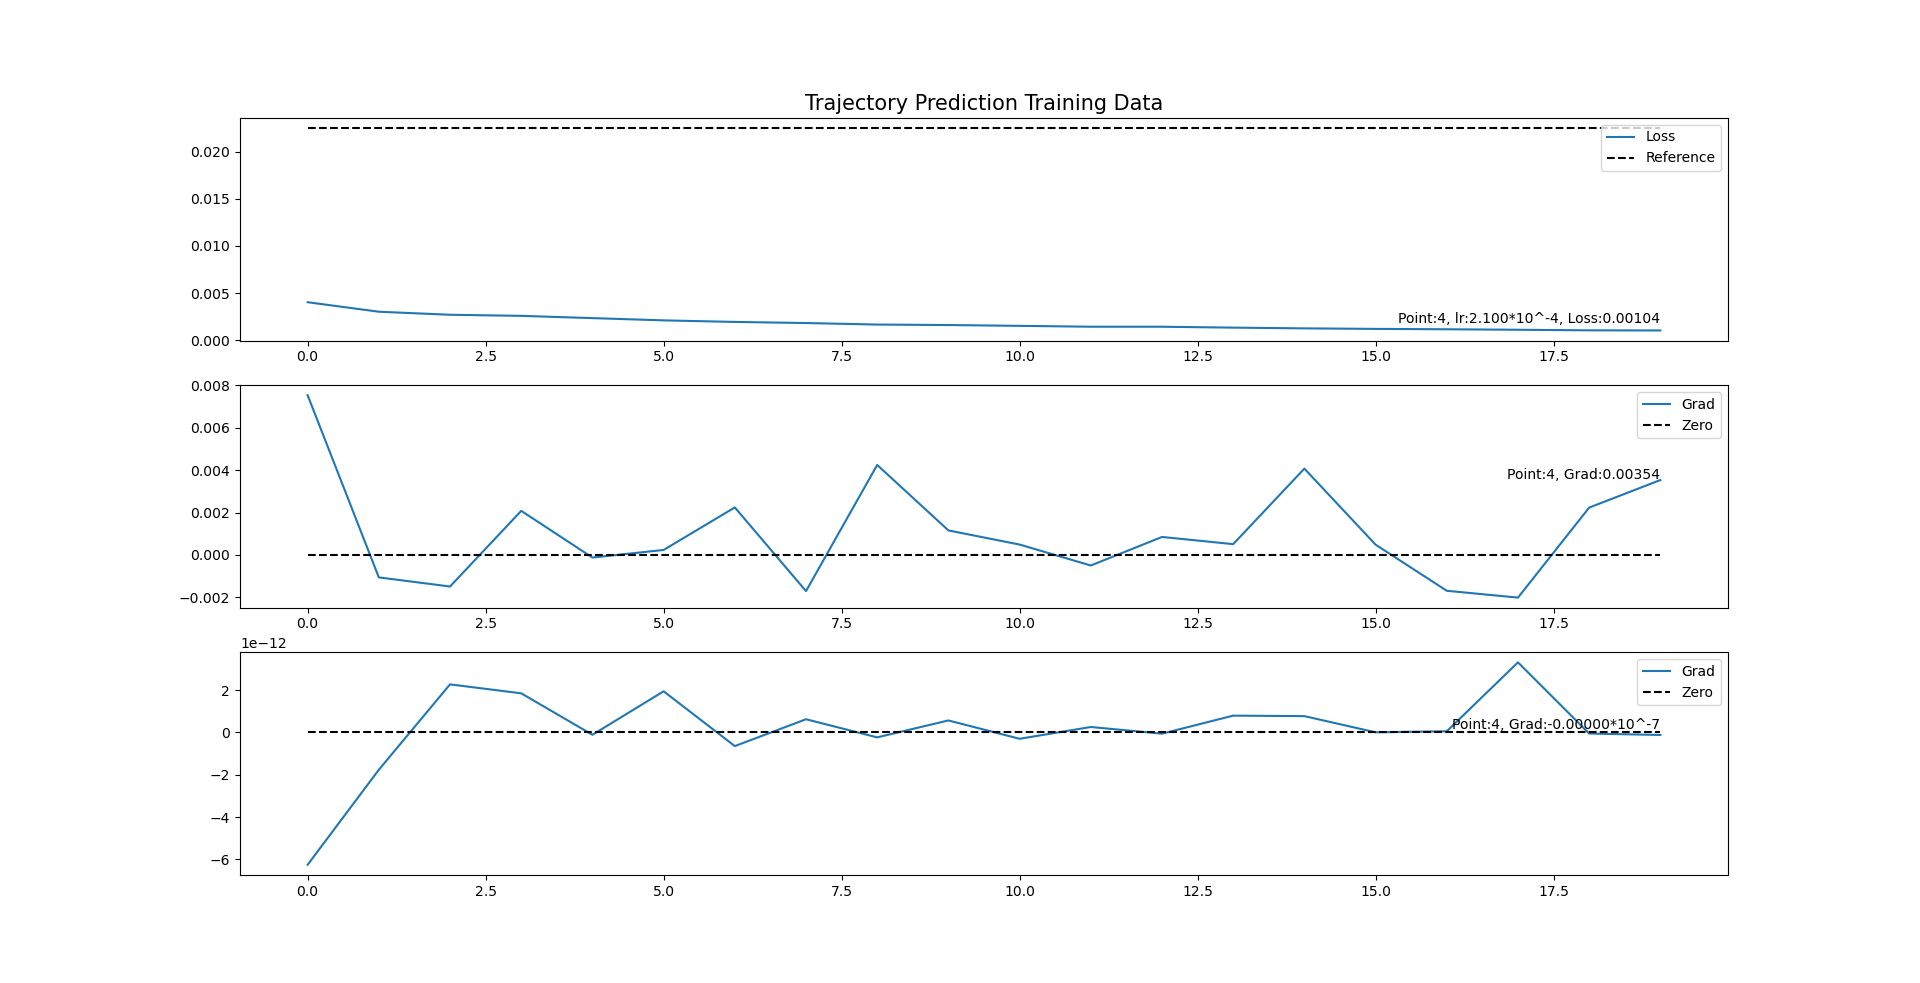 Trajectory Prediction Training Data
0.020
0.015
0.010
0.005
0.000
Loss
Reference
Point:4, lr:2.100*10^-4, Loss:0.00104
0.0 2.5 5.0 7.5 10.0 12.5 15.0 17.5
0.008
0.006
0.004
0.002
0.000
−0.002
Grad
Zero
Point:4, Grad:0.00354
0.0 2.5 5.0 7.5 10.0 12.5 15.0 17.5
1e−12
2
0
−2
−4
−6
Grad
Zero
Point:4, Grad:-0.00000*10^-7
0.0 2.5 5.0 7.5 10.0 12.5 15.0 17.5